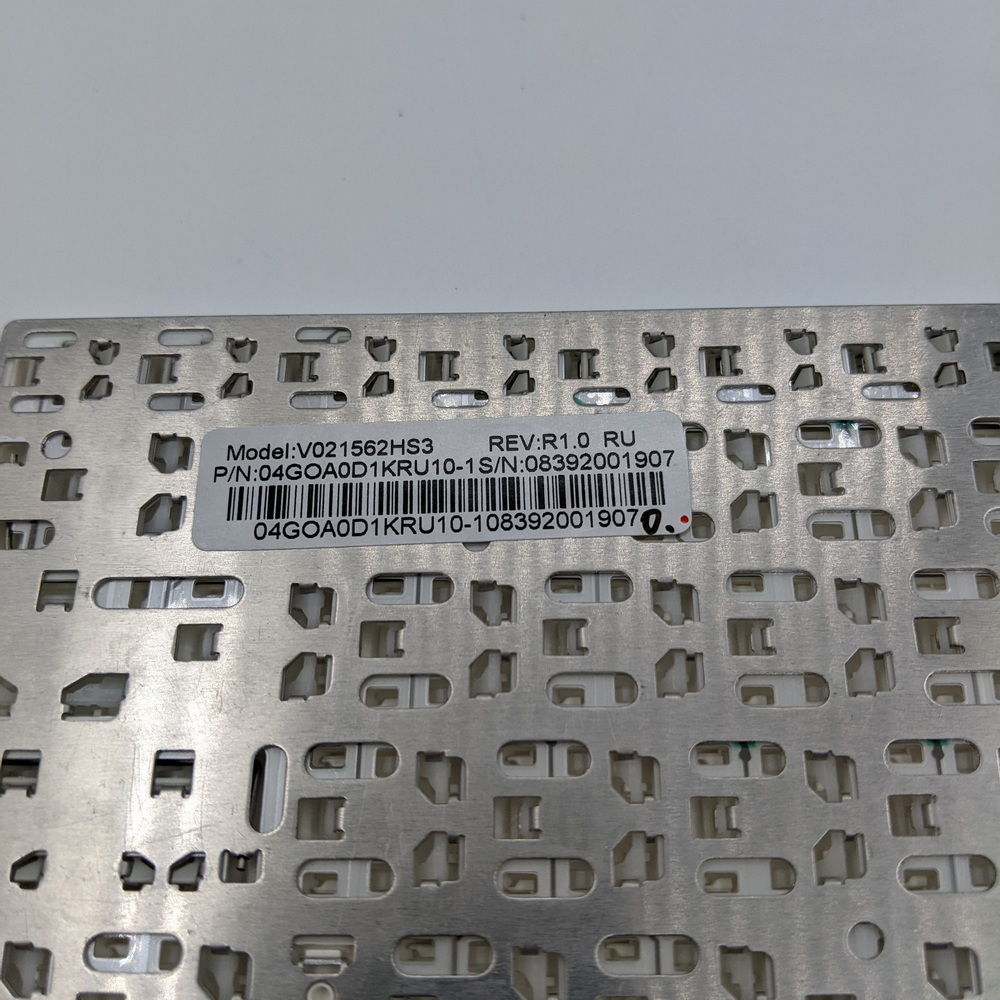 Model:V021562HS3 REV:R1.0 RU
P/N:04GOA0D1KRU10-1S/N:08392001907
04GOA0D1KRU10-108392001907